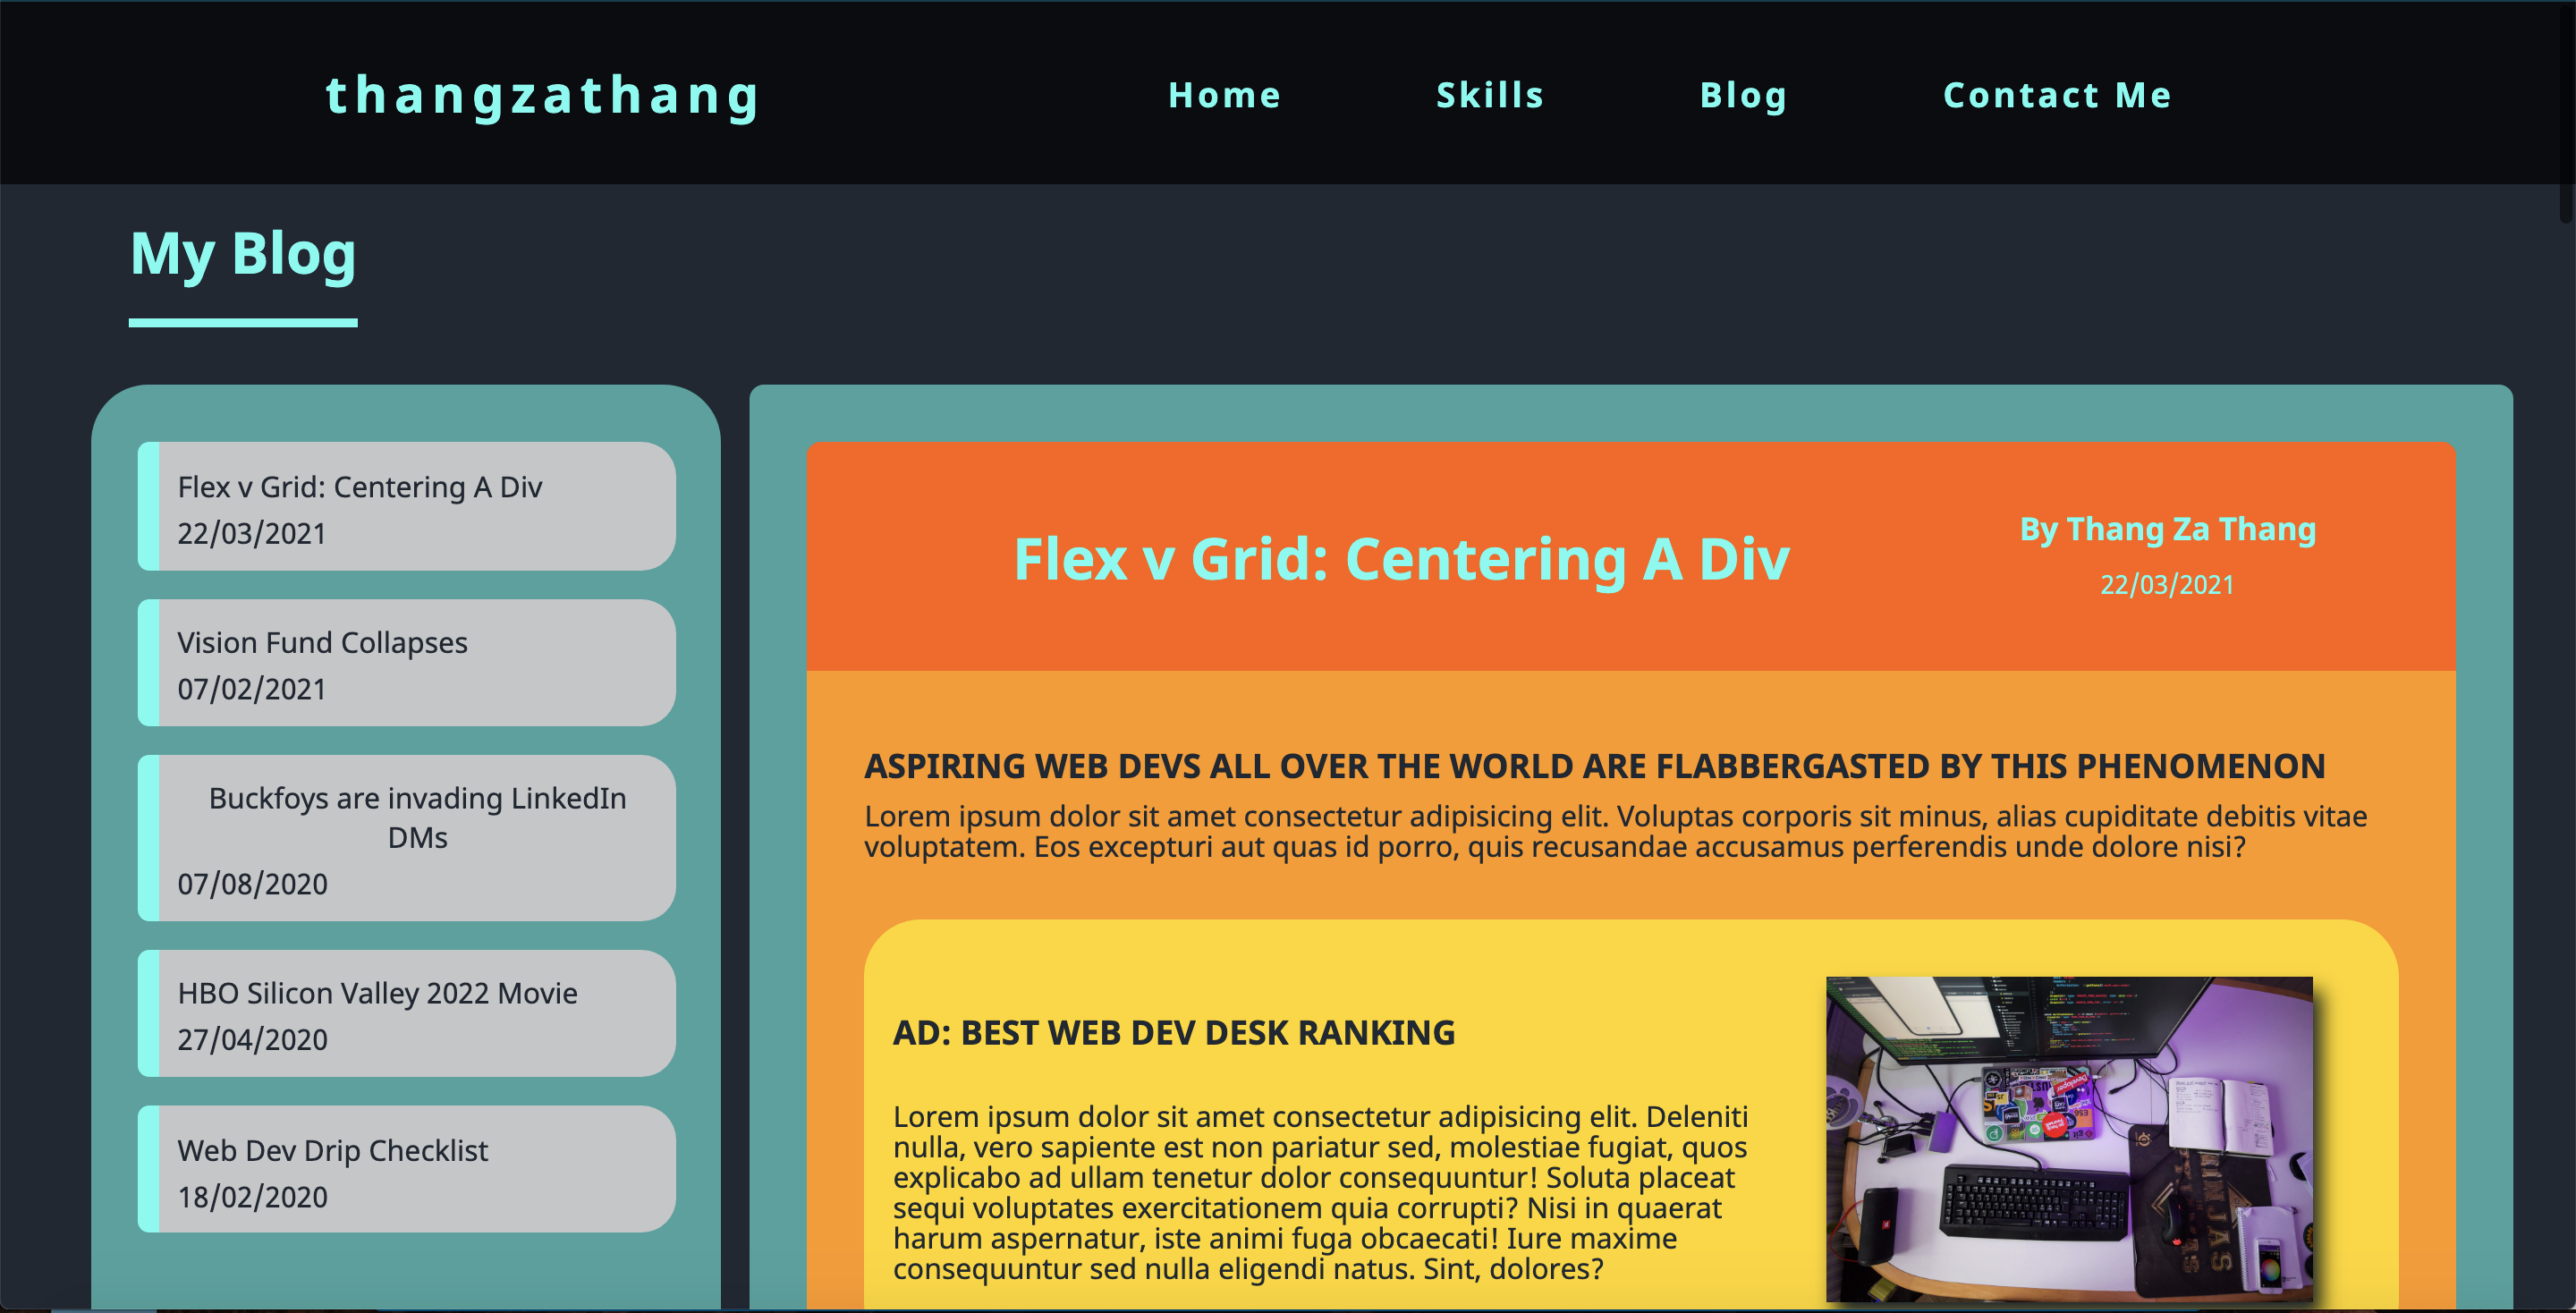 thangzathang
Home Skills Blog Contact Me
My Blog
Flex v Grid: Centering A Div
22/03/2021
Vision Fund Collapses
07/02/2021
Buckfoys are invading LinkedIn
DMs
07/08/2020
HBO Silicon Valley 2022 Movie
27/04/2020
Web Dev Drip Checklist
18/02/2020
Flex v Grid: Centering A Div
By Thang Za Thang
22/03/2021
ASPIRING WEB DEVS ALL OVER THE WORLD ARE FLABBERGASTED BY THIS PHENOMENON
Lorem ipsum dolor sit amet consectetur adipisicing elit. Voluptas corporis sit minus, alias cupiditate debitis vitae
voluptatem. Eos excepturi aut quas id porro, quis recusandae accusamus perferendis unde dolore nisi?
AD: BEST WEB DEV DESK RANKING
Lorem ipsum dolor sit amet consectetur adipisicing elit. Deleniti
nulla, vero sapiente est non pariatur sed, molestiae fugiat, quos
explicabo ad ullam tenetur dolor consequuntur! Soluta placeat
sequi voluptates exercitationem quia corrupti? Nisi in quaerat
harum aspernatur, iste animi fuga obcaecati! Iure maxime
consequuntur sed nulla eligendi natus. Sint, dolores?